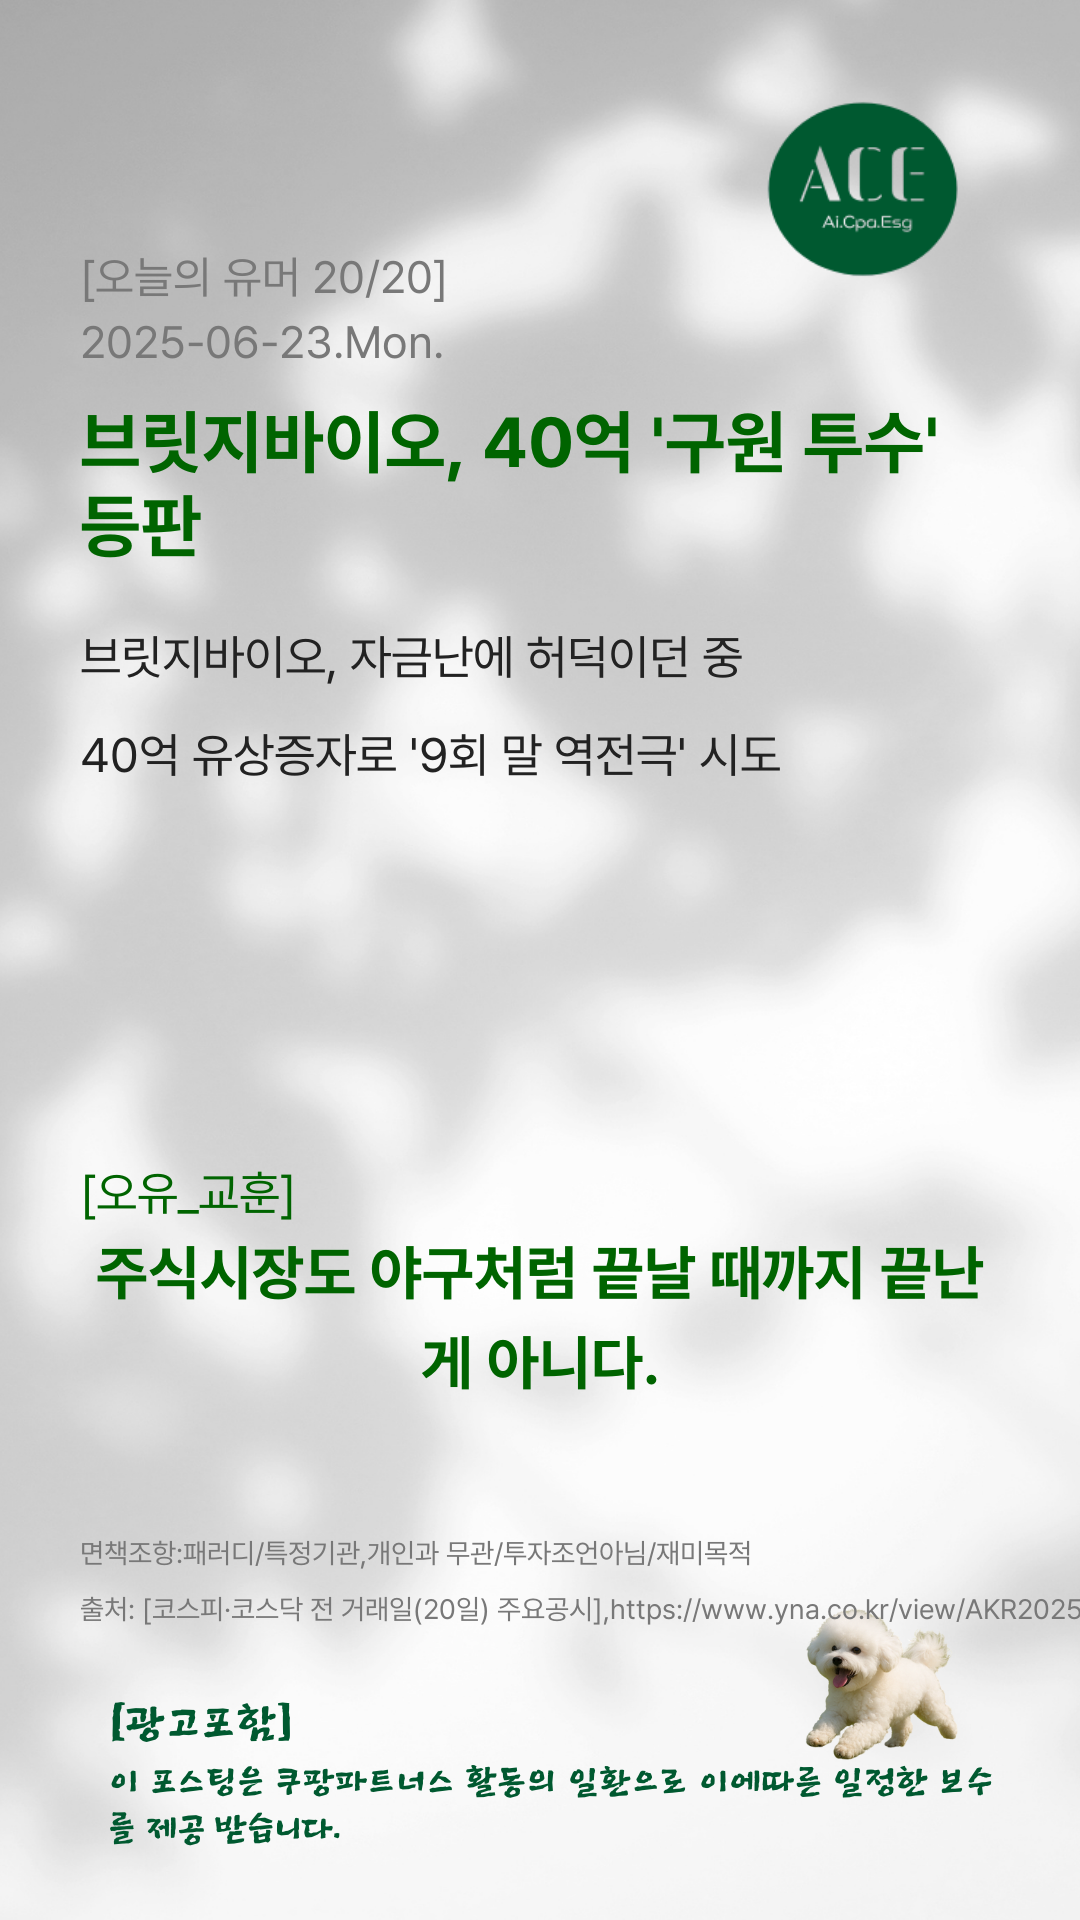 ACE
Ai.Cpa.Esg
[오늘의 유머 20/20]
2025-06-23.Mon.
브릿지바이오, 40억 '구원 투수'
등판
브릿지바이오, 자금난에 허덕이던 중
40억 유상증자로 '9회 말 역전극' 시도
[오유_교훈]
주식시장도 야구처럼 끝날 때까지 끝난
게 아니다.
면책조항:패러디/특정기관,개인과 무관/투자조언아님/재미목적
출처: [코스피·코스닥 전 거래일(20일) 주요공시],https://www.yna.co.kr/view/AKR2025
[광고포함]
이 포스팅은 쿠팡파트너스 활동의 일환으로 이에따른 일정한 보수
를 제공 받습니다.